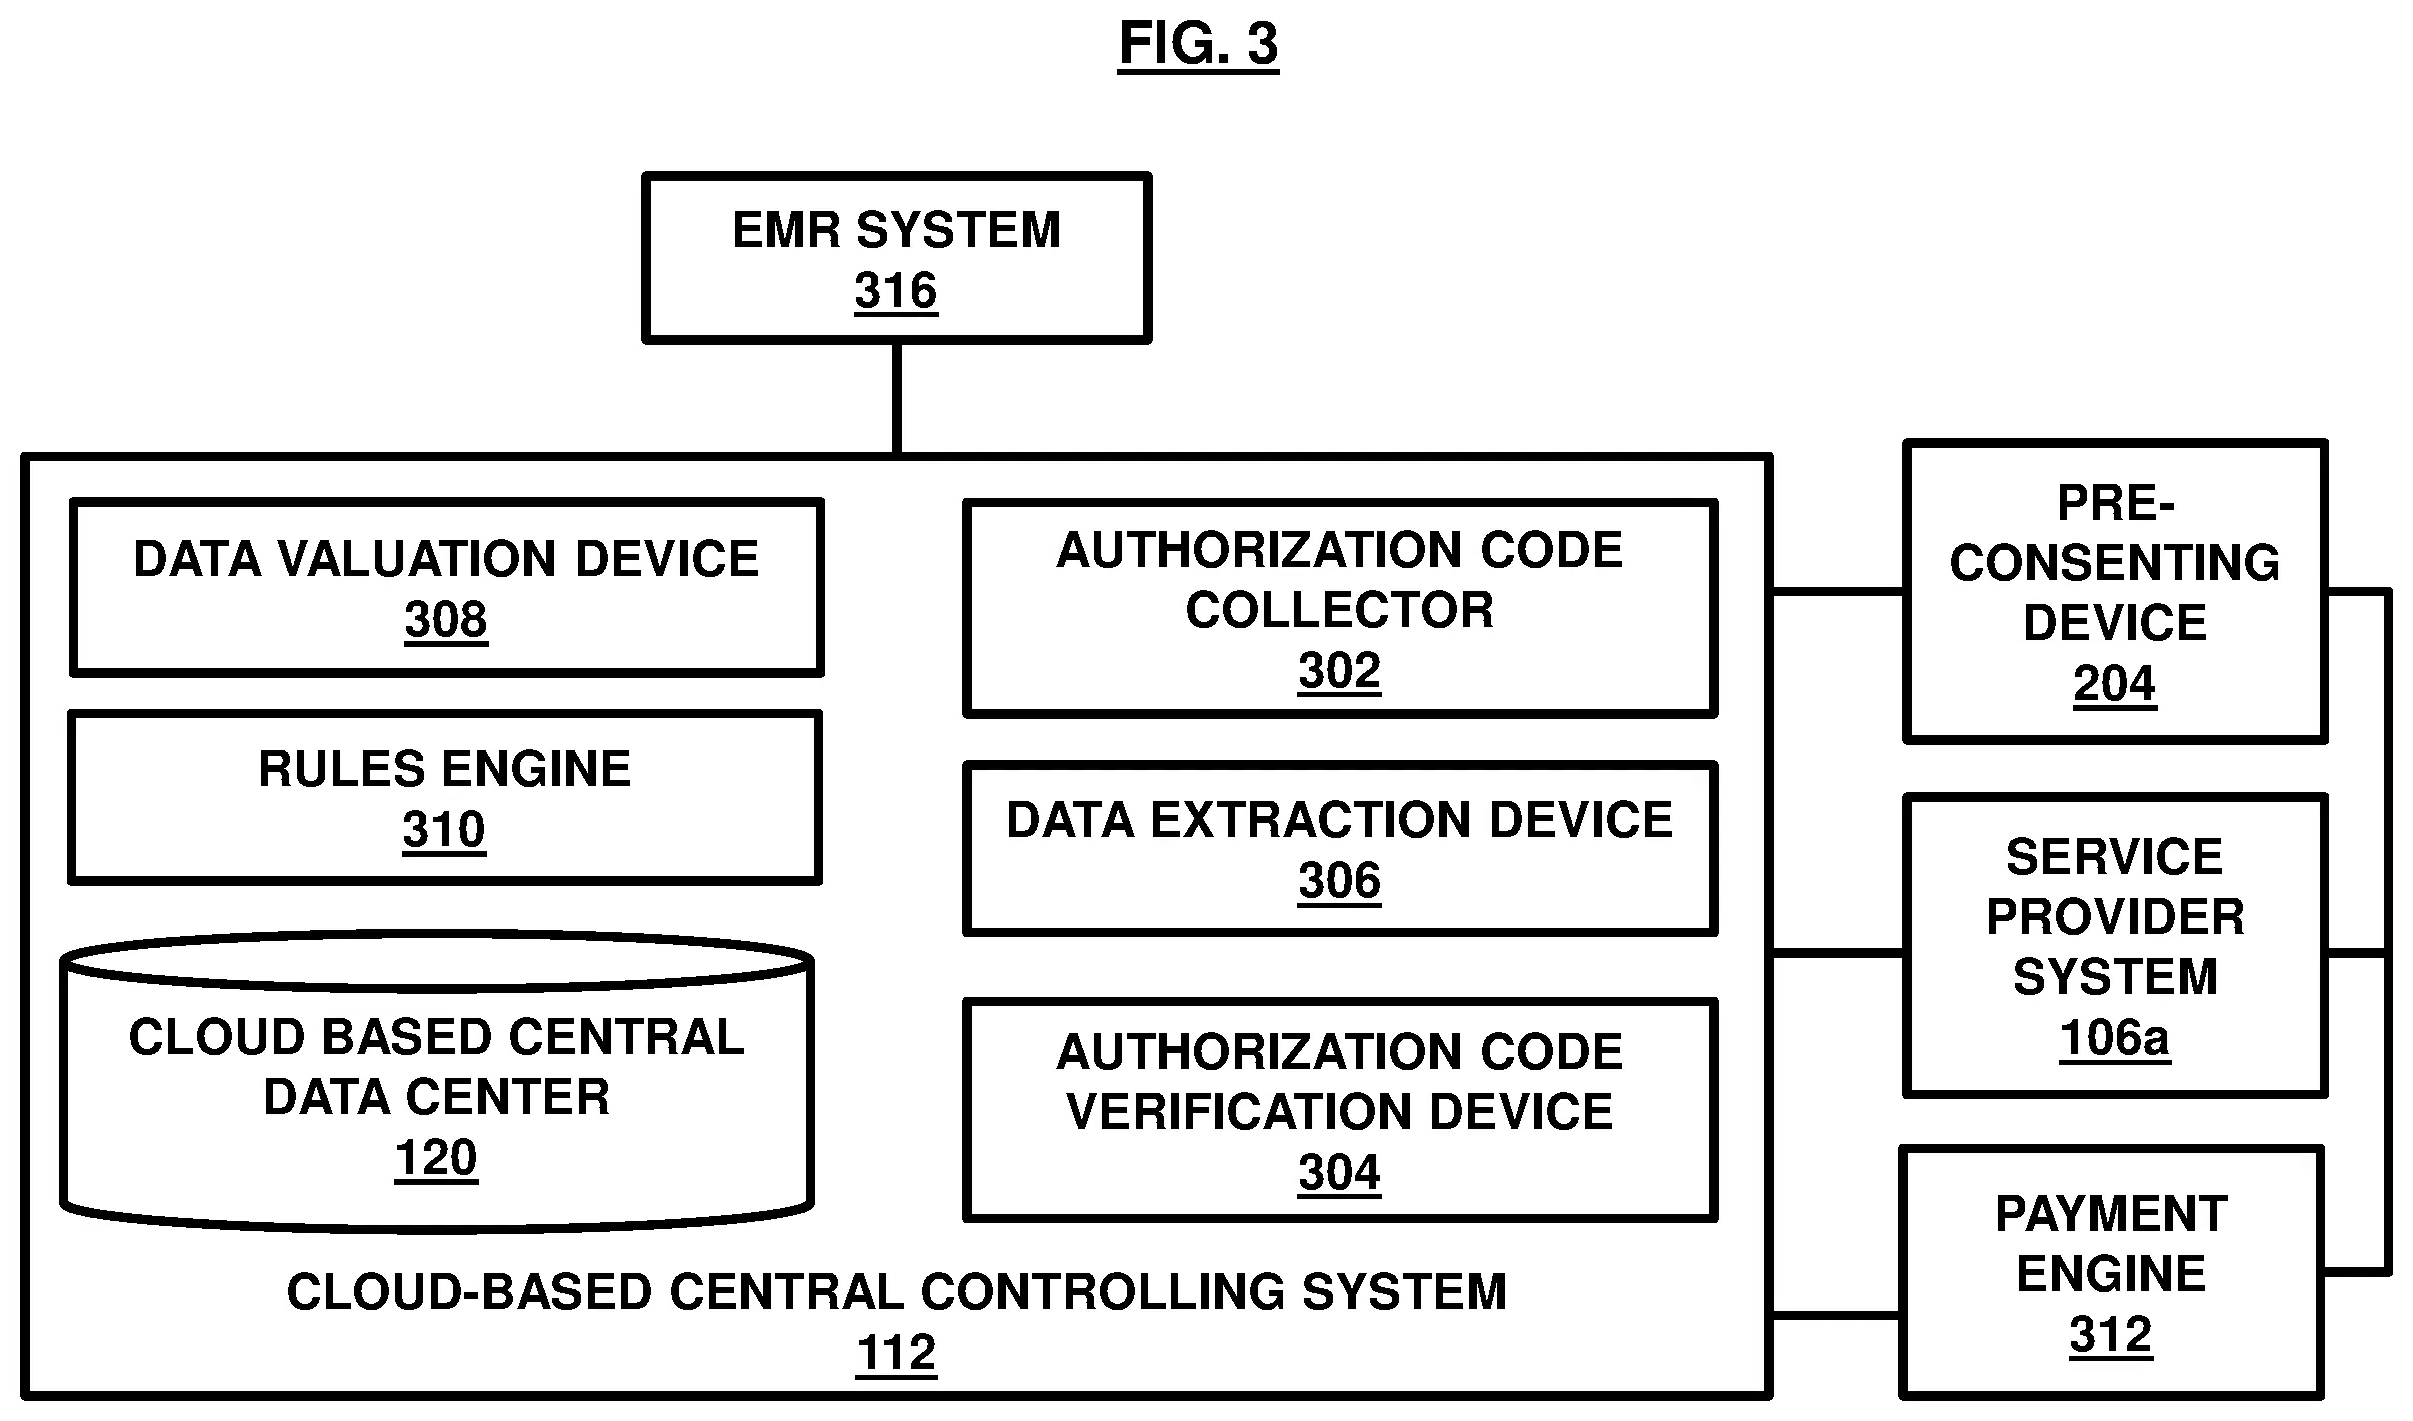 FIG. 3
EMR SYSTEM
316
DATA VALUATION DEVICE
308
RULES ENGINE
310
CLOUD BASED CENTRAL
DATA CENTER
120
AUTHORIZATION CODE
COLLECTOR
302
DATA EXTRACTION DEVICE
306
AUTHORIZATION CODE
VERIFICATION DEVICE
304
CLOUD-BASED CENTRAL CONTROLLING SYSTEM
112
PRE-
CONSENTING
DEVICE
204
SERVICE
PROVIDER
SYSTEM
106a
PAYMENT
ENGINE
312